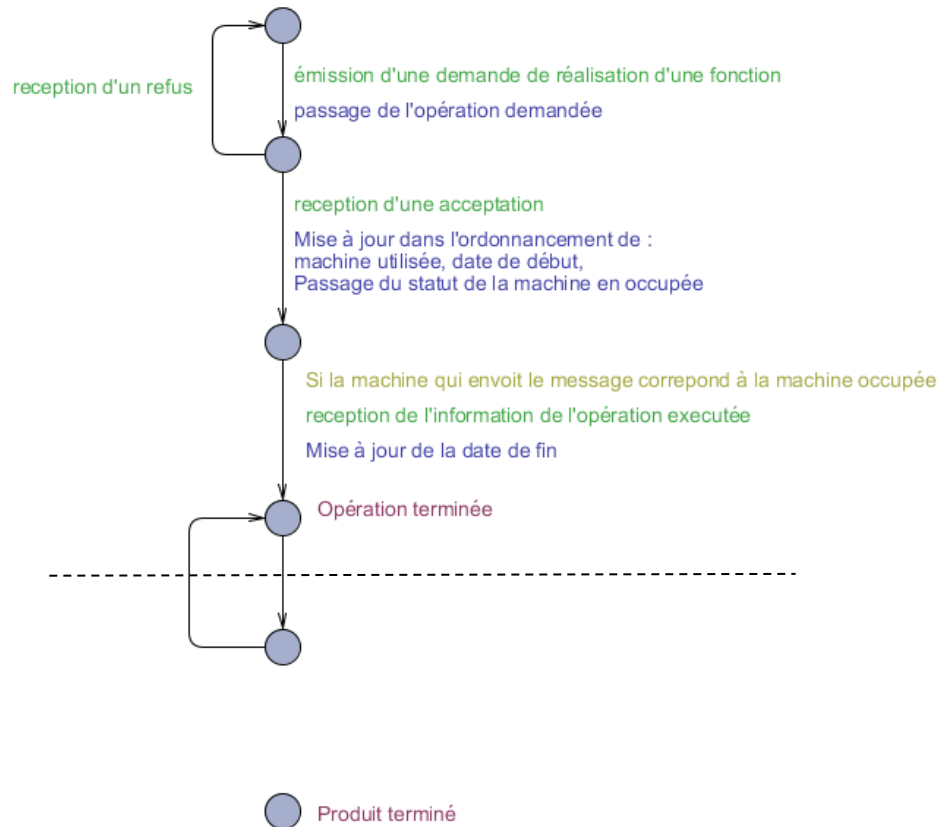 émission d'une demande de réalisation d'une fonction
reception d'un refus
passage de l'opération demandée
reception d'une acceptation
Mise à jour dans l'ordonnancement de :
machine utilisée, date de début,
Passage du statut de la machine en occupée
Si la machine qui envoit le message correpond à la machine occupée
reception de l'information de l'opération executée
Mise à jour de la date de fin
Opération terminée
Produit terminé